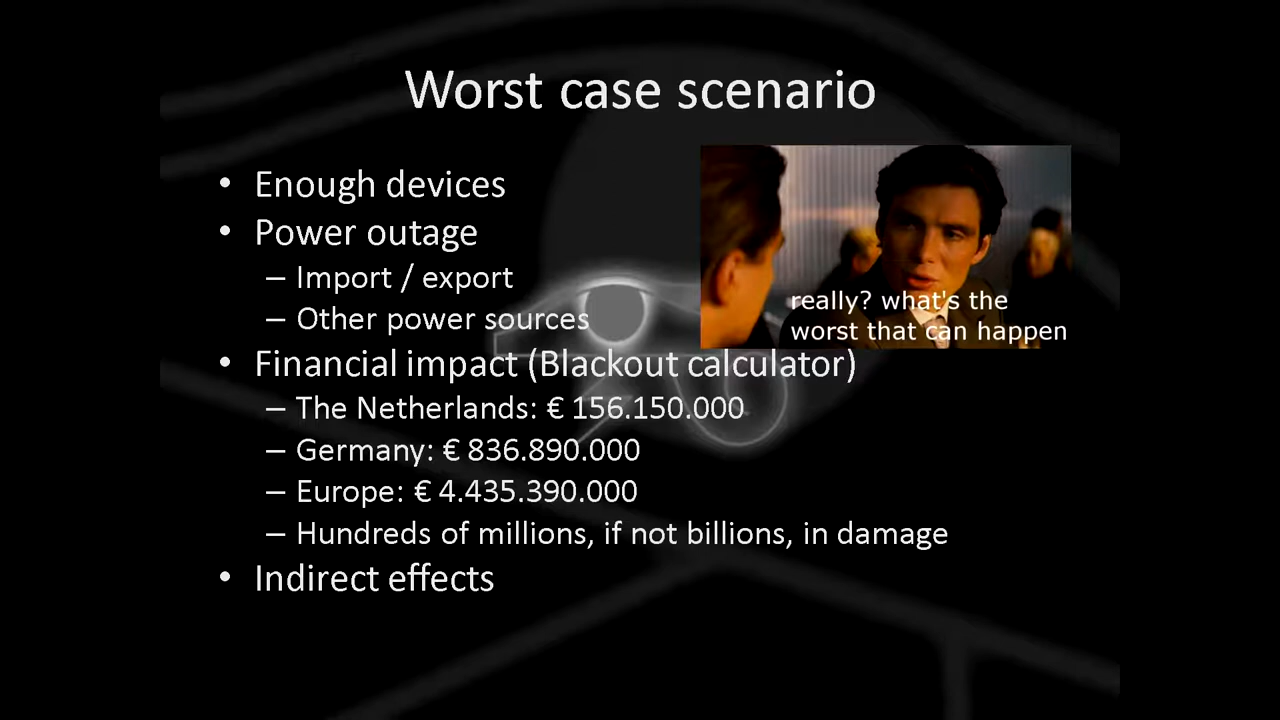 Worst case scenario
• Enough devices
• Power outage
– Import / export
– Other power sources
really? what's the
worst that can happen
• Financial impact (Blackout calculator)
– The Netherlands: € 156.150.000
– Germany: € 836.890.000
– Europe: € 4.435.390.000
– Hundreds of millions, if not billions, in damage
• Indirect effects